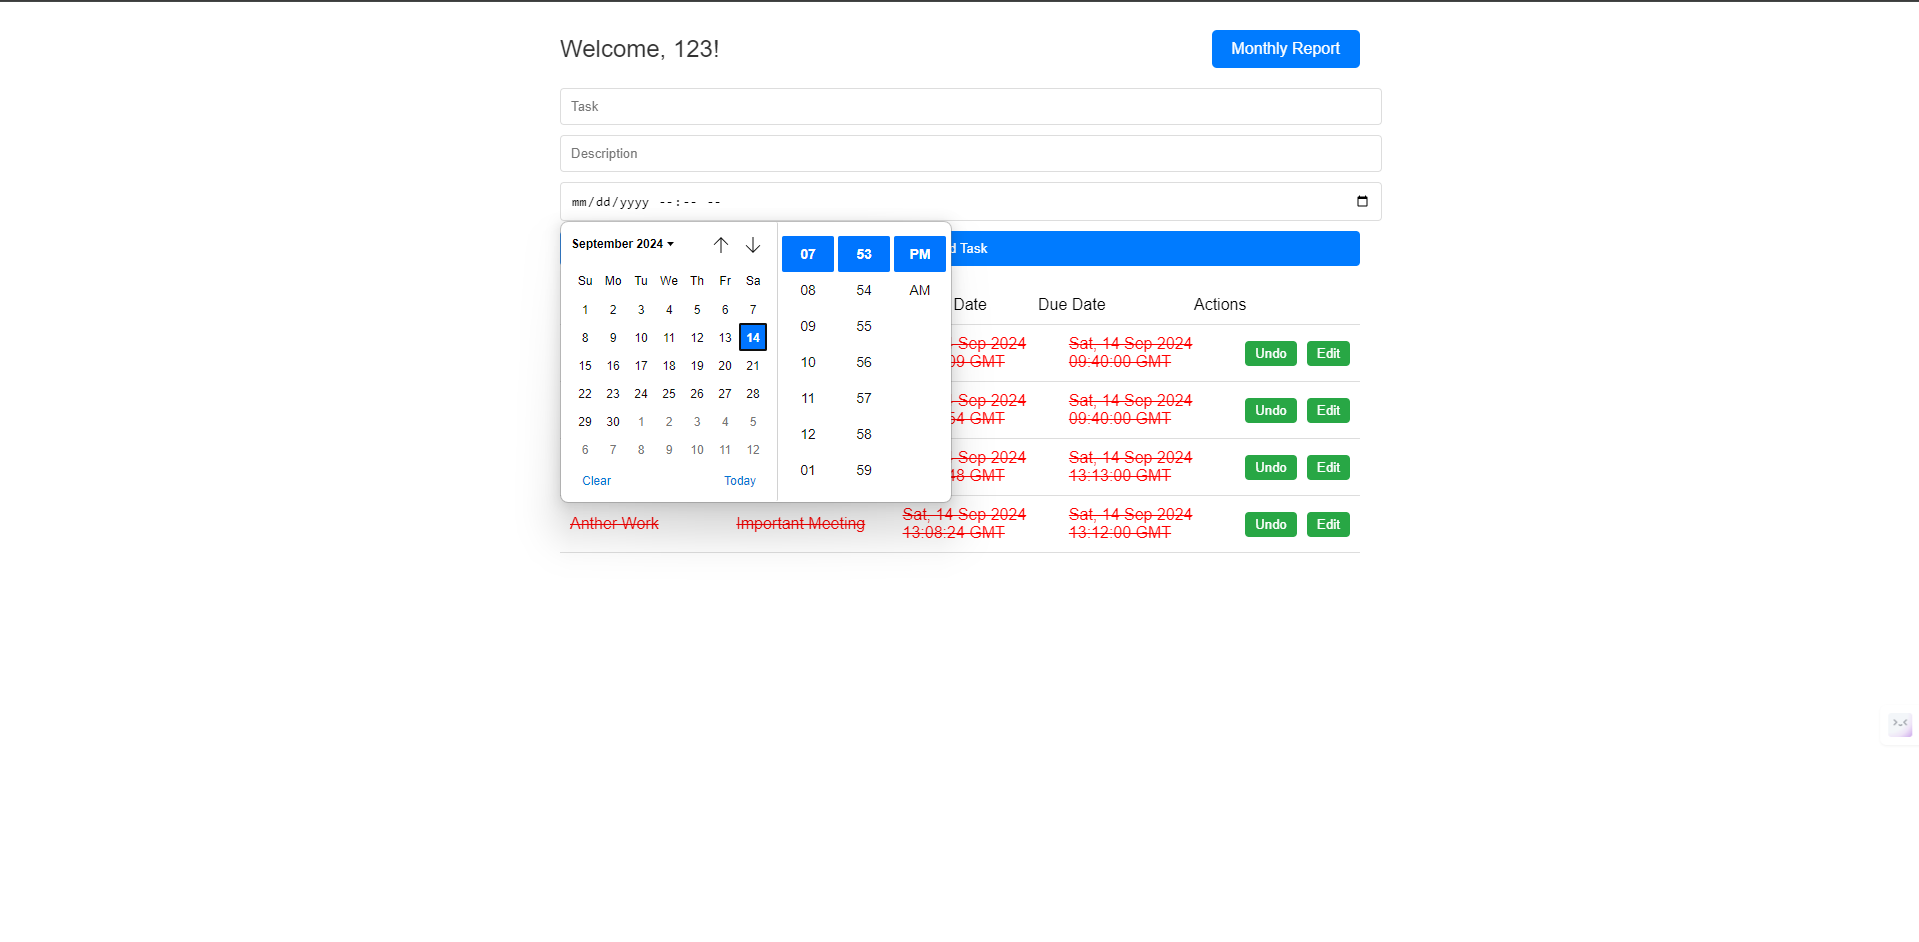 Welcome, 123!
Monthly Report
Task
Description
mm/dd/yyyy --:-- --
September 2024
07 53 PM
Task
Su Mo Tu We Th Fr Sa
08 54 AM
1 2 3 4 5 6 7
Date Due Date Actions
09 55
8 9 10 11 12 13 14
Sep 2024 Sat, 14 Sep 2024
GMT 09:40:00 GMT
Undo Edit
10 56
15 16 17 18 19 20 21
22 23 24 25 26 27 28
11 57
Sep 2024 Sat, 14 Sep 2024
54 GMT 09:40:00 GMT
Undo Edit
29 30 1 2 3 4 5
12 58
6 7 8 9 10 11 12
01 59
Sep 2024 Sat, 14 Sep 2024
48 GMT 13:13:00 GMT
Undo Edit
Clear Today
Anther Work Important Meeting Sat, 14 Sep 2024 Sat, 14 Sep 2024
13:08:24 GMT 13:12:00 GMT
Undo Edit